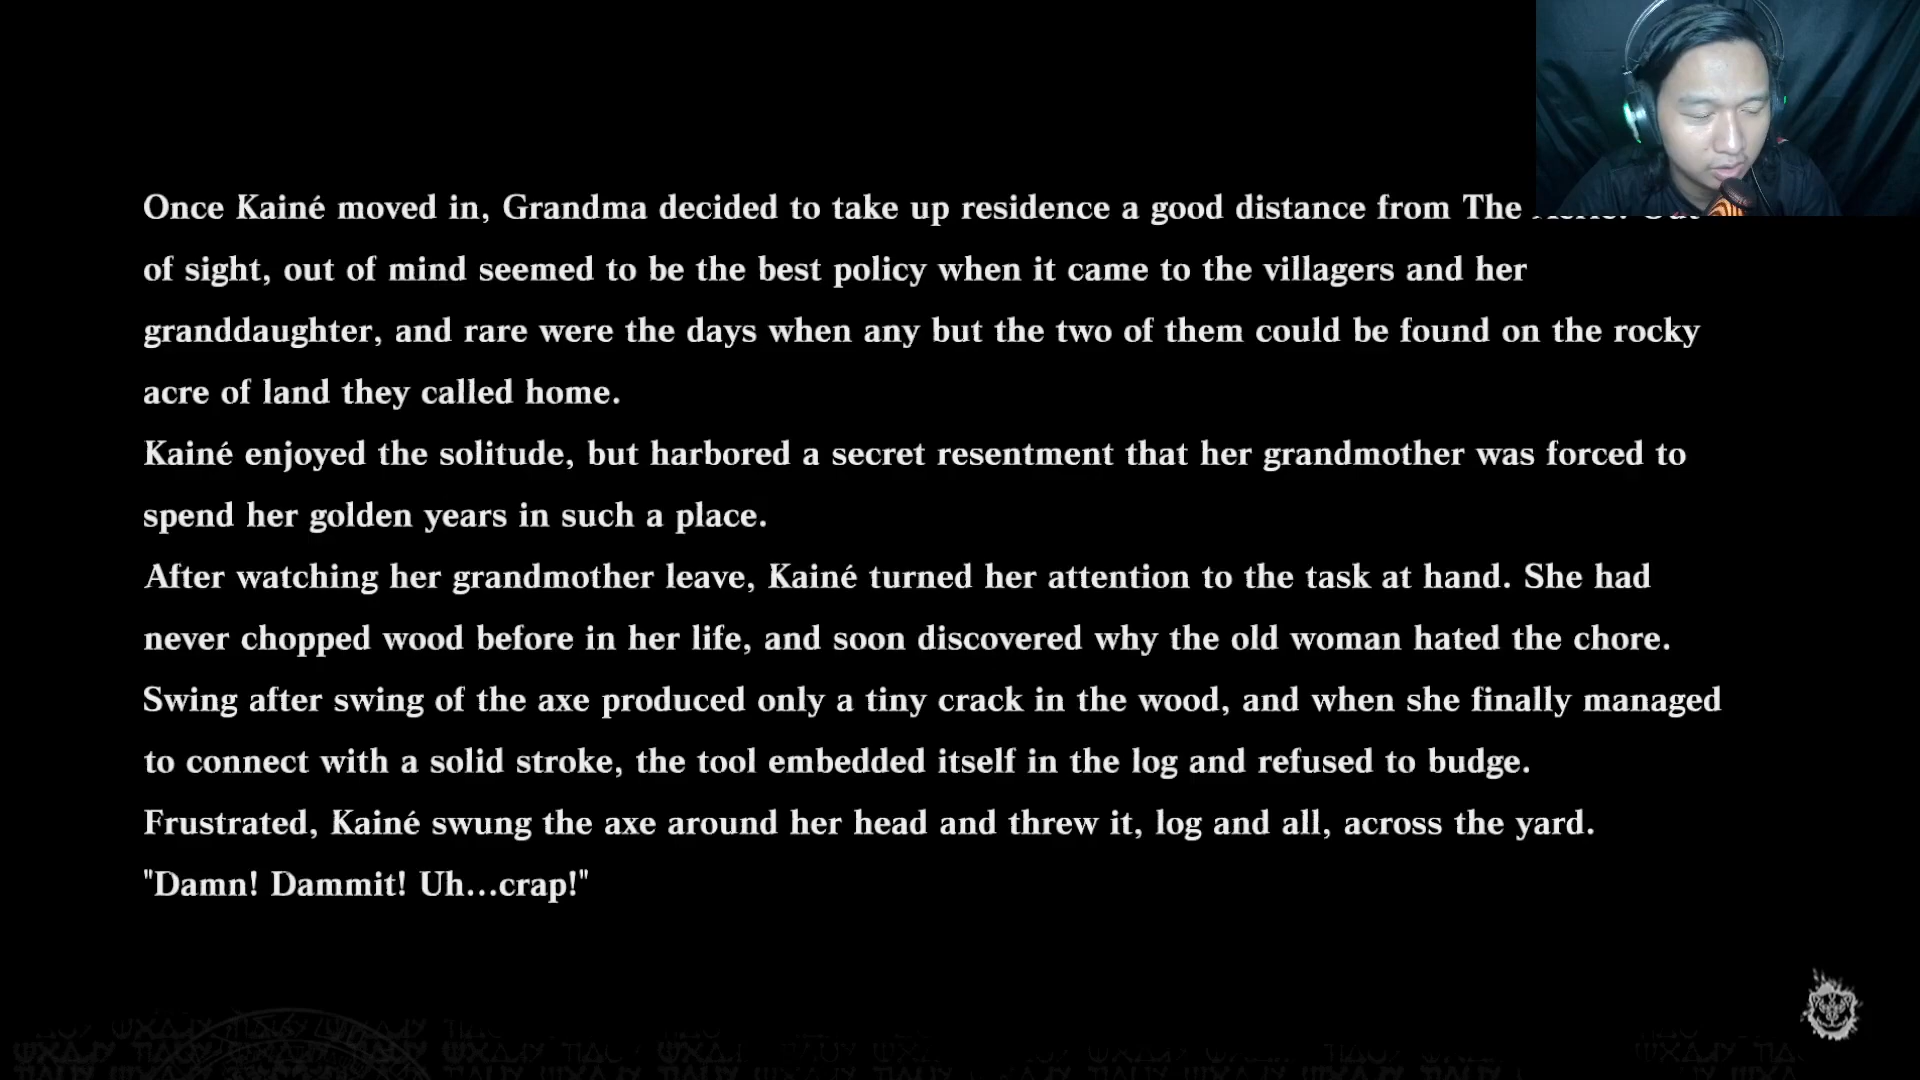 Once Kainé moved in, Grandma decided to take up residence a good distance from The
of sight, out of mind seemed to be the best policy when it came to the villagers and her
granddaughter, and rare were the days when any but the two of them could be found on the rocky
acre of land they called home.
Kainé enjoyed the solitude, but harbored a secret resentment that her grandmother was forced to
spend her golden years in such a place.
After watching her grandmother leave, Kainé turned her attention to the task at hand. She had
never chopped wood before in her life, and soon discovered why the old woman hated the chore.
Swing after swing of the axe produced only a tiny crack in the wood, and when she finally managed
to connect with a solid stroke, the tool embedded itself in the log and refused to budge.
Frustrated, Kainé swung the axe around her head and threw it, log and all, across the yard.
"Damn! Dammit! Uh...crap!"